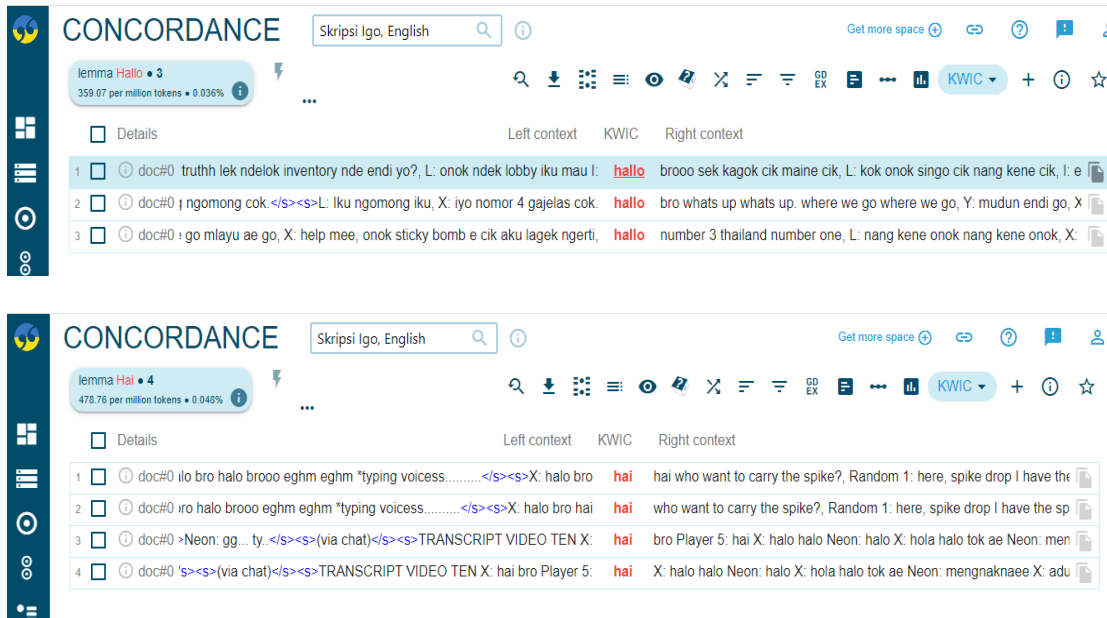 CONCORDANCE Skripsi Igo, English Get more space
lemma Hallo • 3
359.07 per million tokens • 0.036%
...
GD EX KWIC
Details Left context KWIC Right context
1 doc#0 truthh lek ndelok inventory nde endi yo?, L: onok ndek lobby iku mau I: hallo brooo sek kagok cik maine cik, L: kok onok singo cik nang kene cik, I: e
2 doc#0 ngomong cok.</s><s>L: Iku ngomong iku, X: iyo nomor 4 gajelas cok. hallo bro whats up whats up. where we go where we go, Y: mudun endi go, X
3 doc#0 go mlayu ae go, X: help mee, onok sticky bomb e cik aku lagek ngerti, hallo number 3 thailand number one, L: nang kene onok nang kene onok, X:
CONCORDANCE Skripsi Igo, English Get more space
lemma Hai • 4
478.76 per million tokens • 0.048%
...
GD EX KWIC
Details Left context KWIC Right context
1 doc#0 lo bro halo brooo eghm eghm *typing voicess..........</s><s>X: halo bro hai hai who want to carry the spike?, Random 1: here, spike drop I have the
2 doc#0 ro halo brooo eghm eghm *typing voicess..........</s><s>X: halo bro hai hai who want to carry the spike?, Random 1: here, spike drop I have the sp
3 doc#0 >Neon: gg... ty..</s><s>(via chat)</s><s>TRANSCRIPT VIDEO TEN X: hai bro Player 5: hai X: halo halo Neon: halo X: hola halo tok ae Neon: men
4 doc#0 's><s>(via chat)</s><s>TRANSCRIPT VIDEO TEN X: hai bro Player 5: hai X: halo halo Neon: halo X: hola halo tok ae Neon: mengnaknaee X: adu